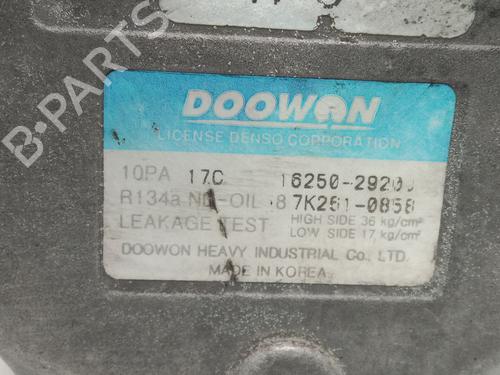 B·PARTS
DOOWON
LICENSE DENSO CORPORATION
10PA 17C 16250-2920
R134a ND-OIL 8 7K261-0858
LEAKAGE TEST HIGH SIDE 36 kg/cm²
LOW SIDE 17 kg/cm²
DOOWON HEAVY INDUSTRIAL Co., LTD.
MADE IN KOREA